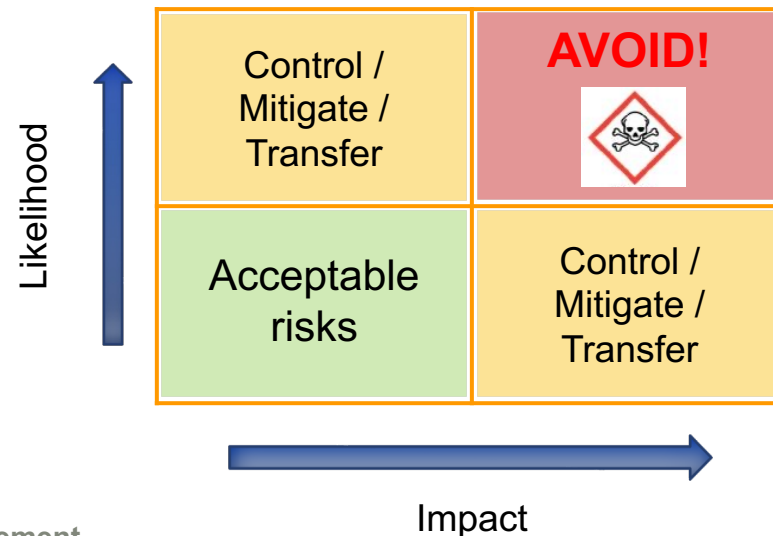 Control /
Mitigate /
Transfer
AVOID!
Likelihood
Acceptable
risks
Control /
Mitigate /
Transfer
Impact